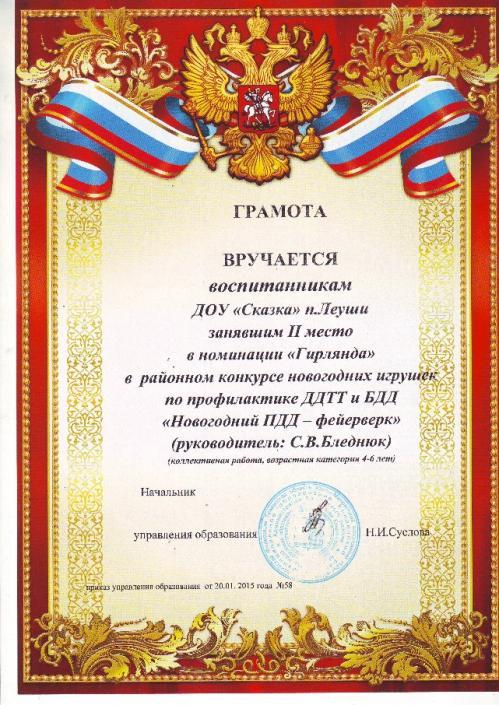 ГРАМОТА
ВРУЧАЕТСЯ
воспитанникам
ДОУ «Сказка» п.Леуши
занявшим II место
в номинации «Гирлянда»
в районном конкурсе новогодних игрушек
по профилактике ДДТТ и БДД
«Новогодний ПДД – фейерверк»
(руководитель: С.В.Бледнюк)
(коллективная работа, возрастная категория 4-6 лет)
Начальник
управления образования Н.И.Суслова
приказ управления образования от 20.01. 2015 года №58